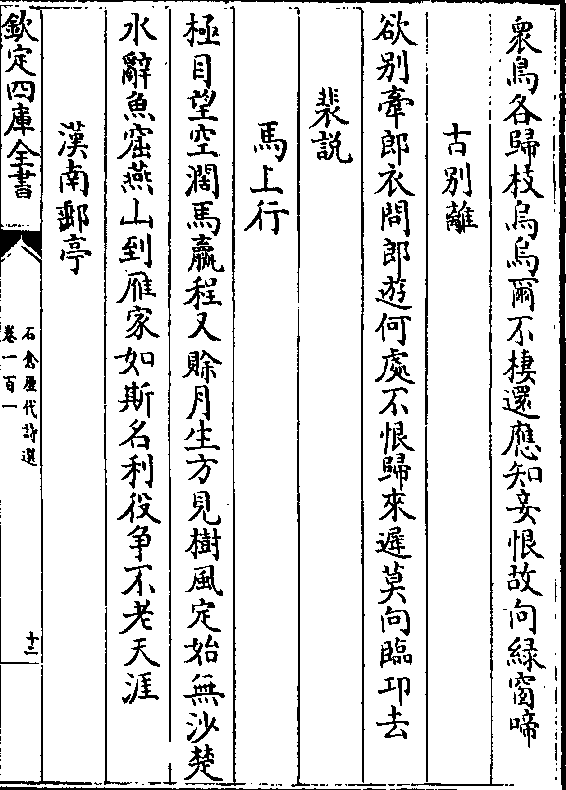 衆鳥各歸枝烏烏爾不棲還應知妾恨故向緑窗啼
古别離
欲别牽郎衣問郎遊何處不恨歸來遲莫向臨卭去
裴説
馬上行
極目望空闊馬羸程又賖月生方見樹風定始無沙楚
水辭魚窟燕山到雁家如斯名利役争不老天涯
漢南郵亭
欽定四庫全書
石倉歴代詩選
卷一百一
十三